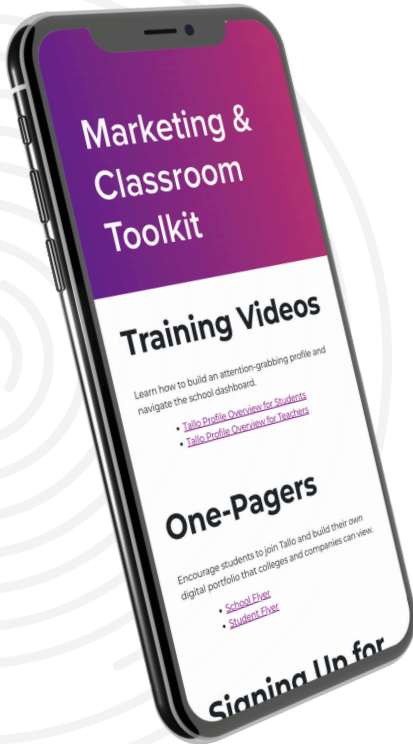 Marketing &
Classroom
Toolkit
Training Videos
Learn how to build an attention-grabbing profile and
navigate the school dashboard.
• Tallo Profile Overview for Students
• Tallo Profile Overview for Teachers
One-Pagers
Encourage students to join Tallo and build their own
digital portfolio that colleges and companies can view.
• School Flyer
• Student Flyer
Signing Up for